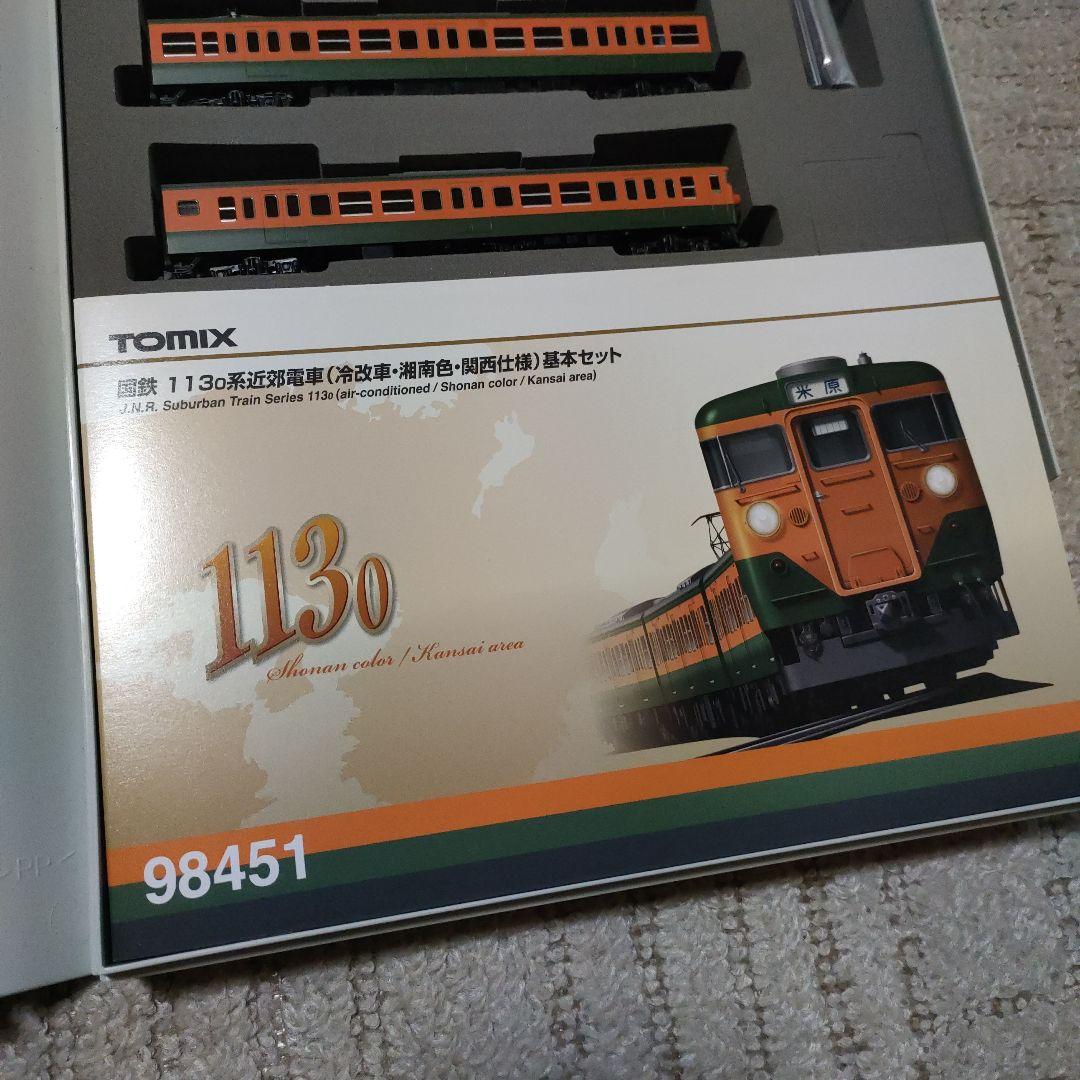 TOMIX
国鉄 113₀系近郊電車(冷改車・湘南色・関西仕様)基本セット
J.N.R. Suburban Train Series 113₀ (air-conditioned / Shonan color / Kansai area)
米原
113₀
Shonan color / Kansai area
98451
PP<